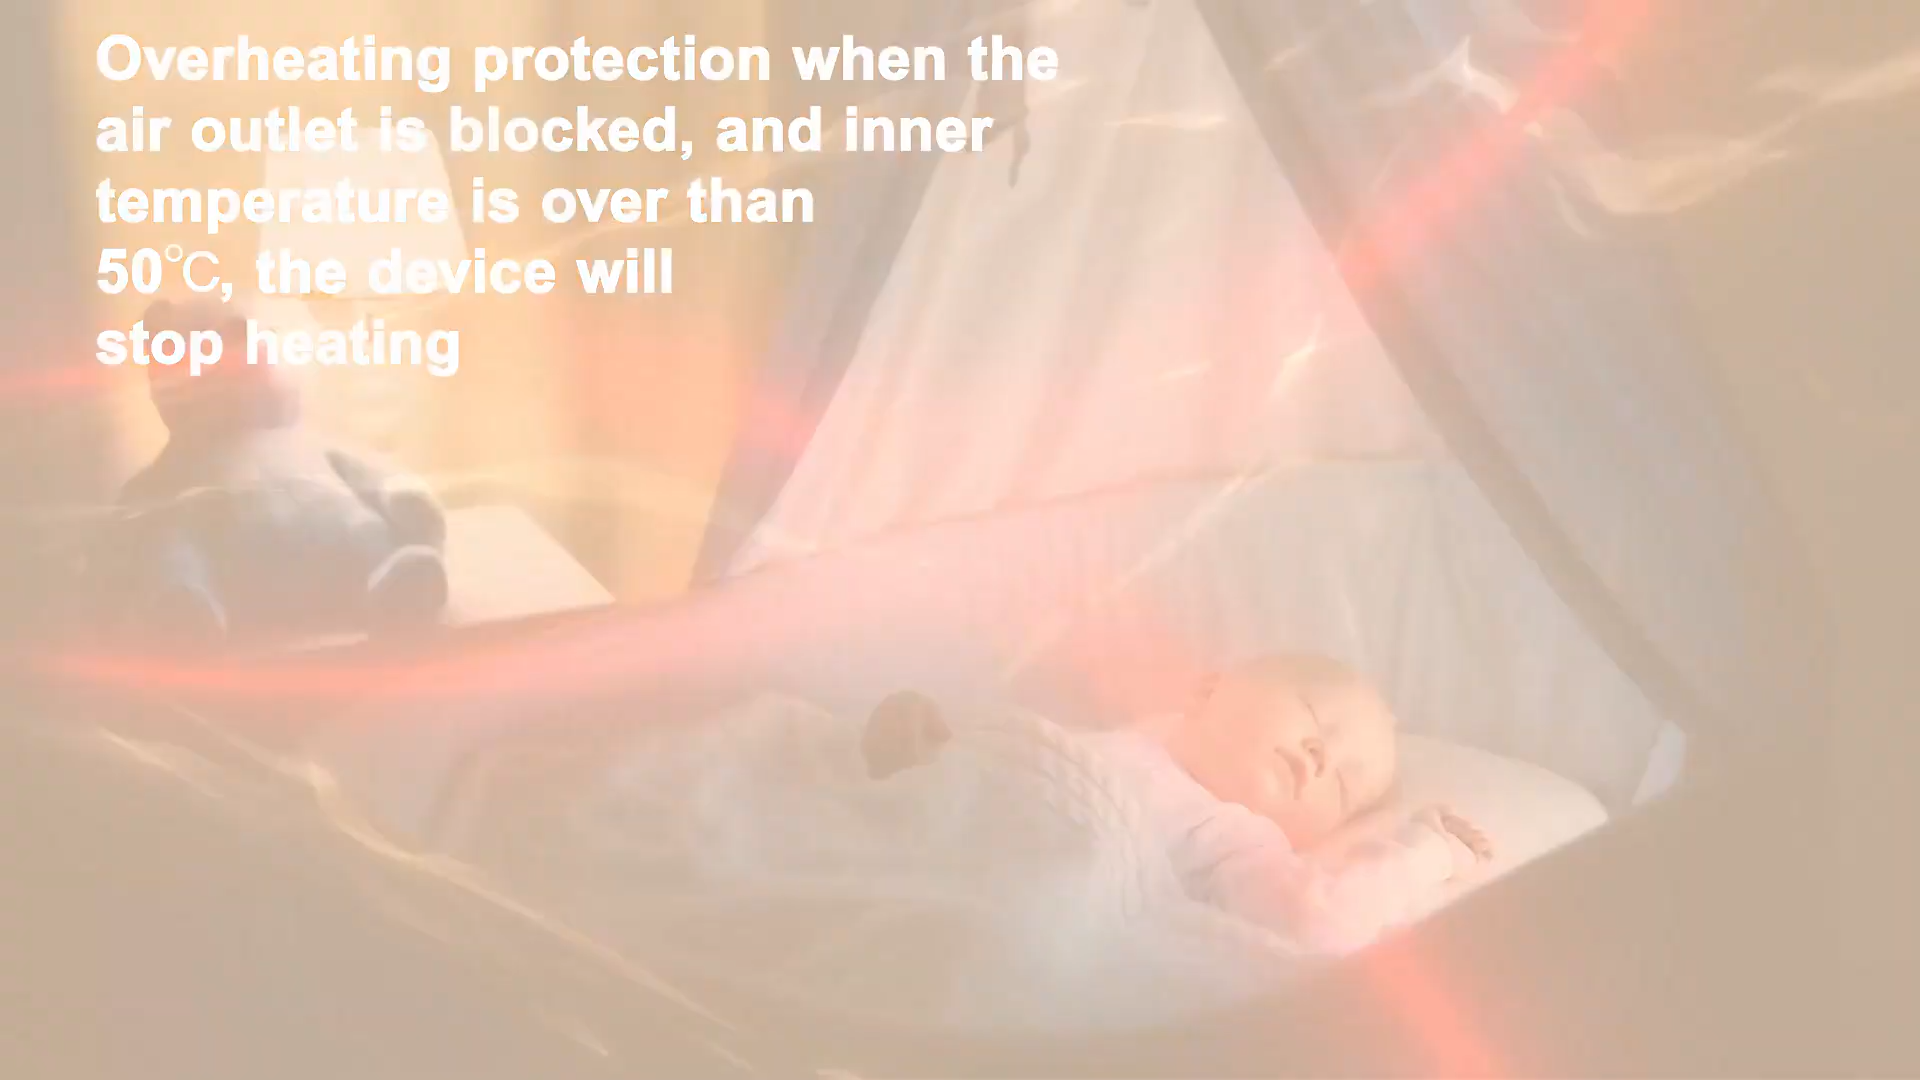 Overheating protection when the
air outlet is blocked, and inner
temperature is over than
50℃, the device will
stop heating